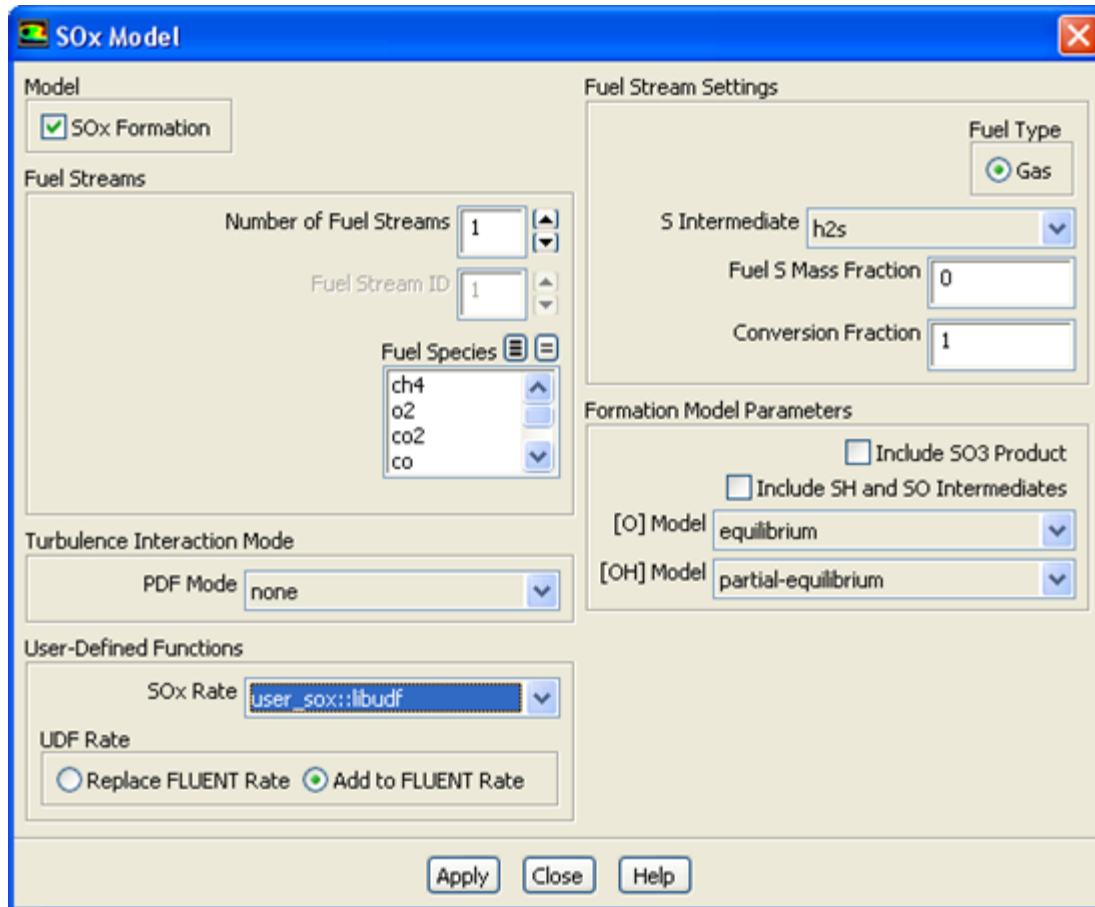 SOx Model
Model
SOx Formation
Fuel Streams
Number of Fuel Streams 1
Fuel Stream ID 1
Fuel Species
ch4
o2
co2
co
Turbulence Interaction Mode
PDF Mode none
User-Defined Functions
SOx Rate user_sox::libudf
UDF Rate
Replace FLUENT Rate Add to FLUENT Rate
Fuel Stream Settings
Fuel Type
Gas
S Intermediate h2s
Fuel S Mass Fraction 0
Conversion Fraction 1
Formation Model Parameters
Include SO3 Product
Include SH and SO Intermediates
[O] Model equilibrium
[OH] Model partial-equilibrium
Apply Close Help